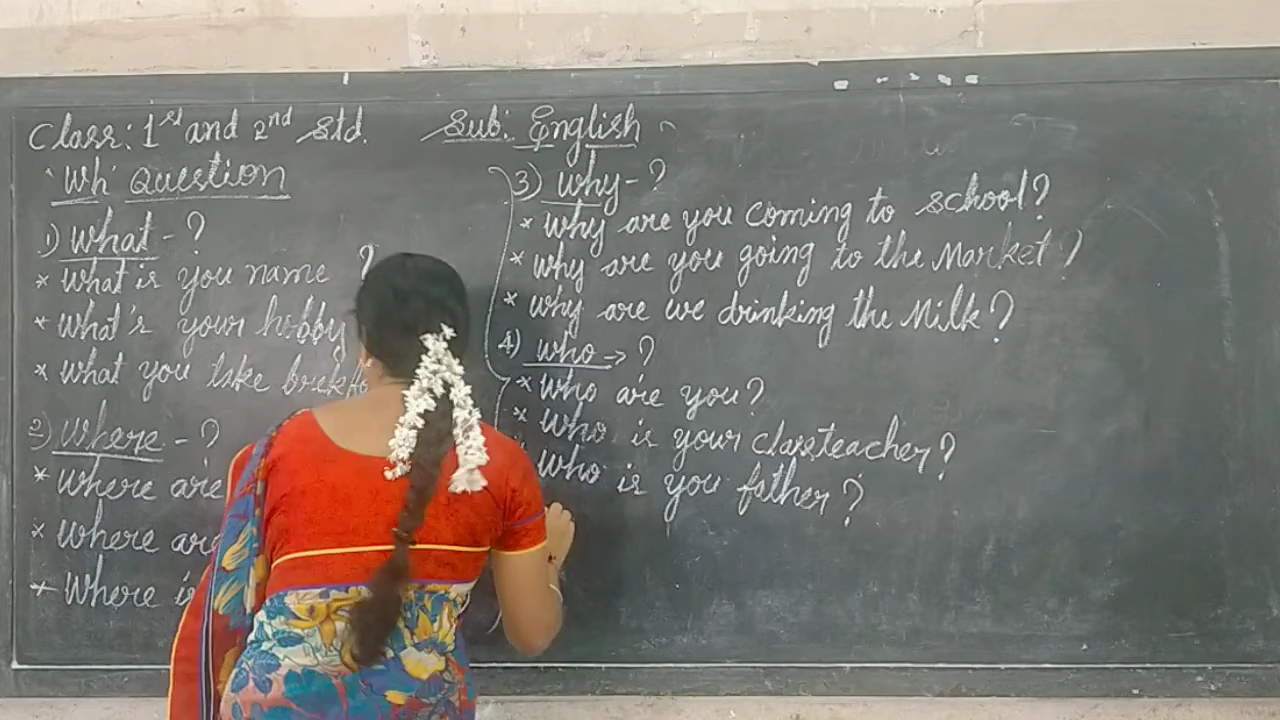 Class: 1st and 2nd Std.
Sub: English
'Wh' Question
1) What - ?
* What is you name ?
* What's your hobby
* What you take brekfa
2) Where - ?
* Where are
* Where are
* Where is
3) Why - ?
* Why are you coming to school?
* Why are you going to the Market?
* Why are we drinking the Milk?
4) Who → ?
* Who are you?
* Who is your classteacher?
Who is you father?